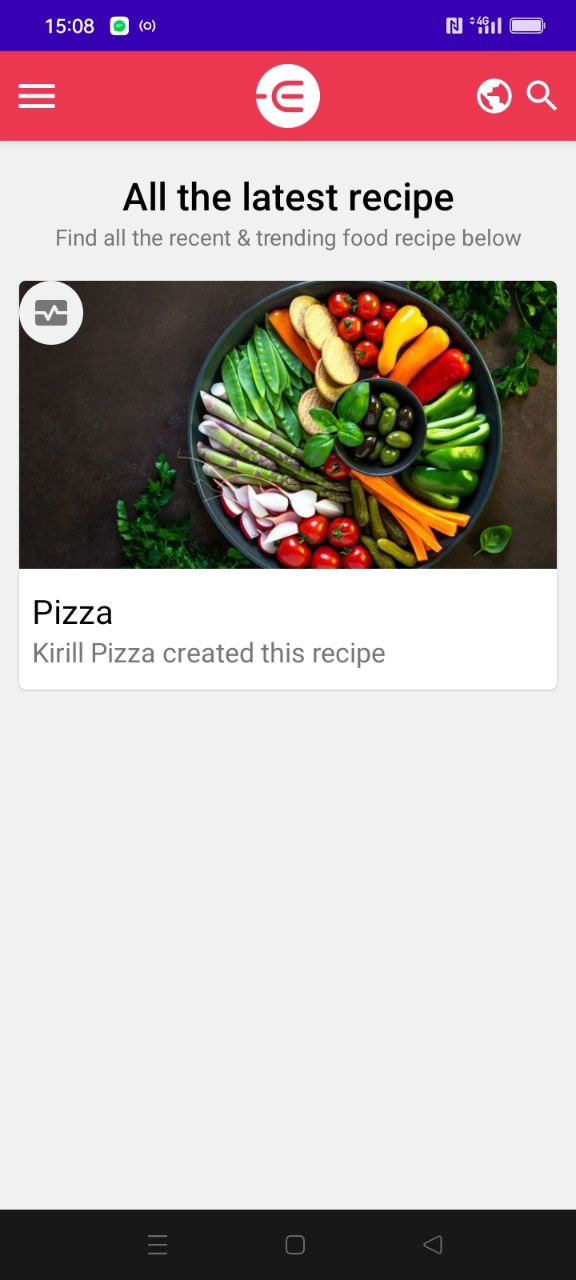 15:08
4G
All the latest recipe
Find all the recent & trending food recipe below
Pizza
Kirill Pizza created this recipe